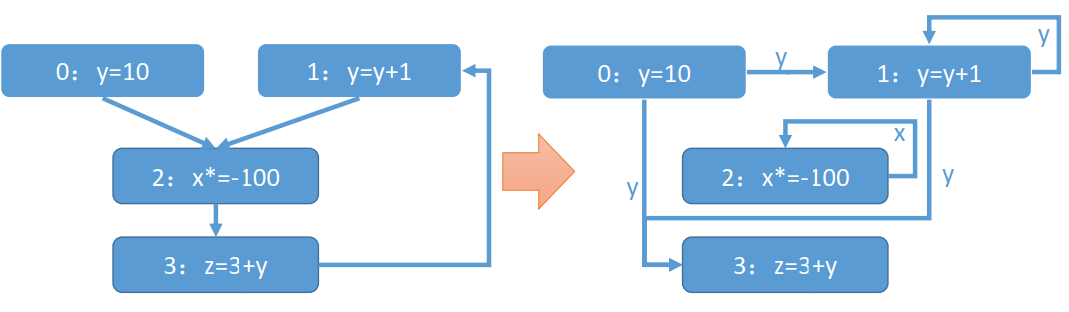 0：y=10
1：y=y+1
2：x*=-100
3：z=3+y
0：y=10
y
1：y=y+1
y
x
2：x*=-100
y
y
3：z=3+y